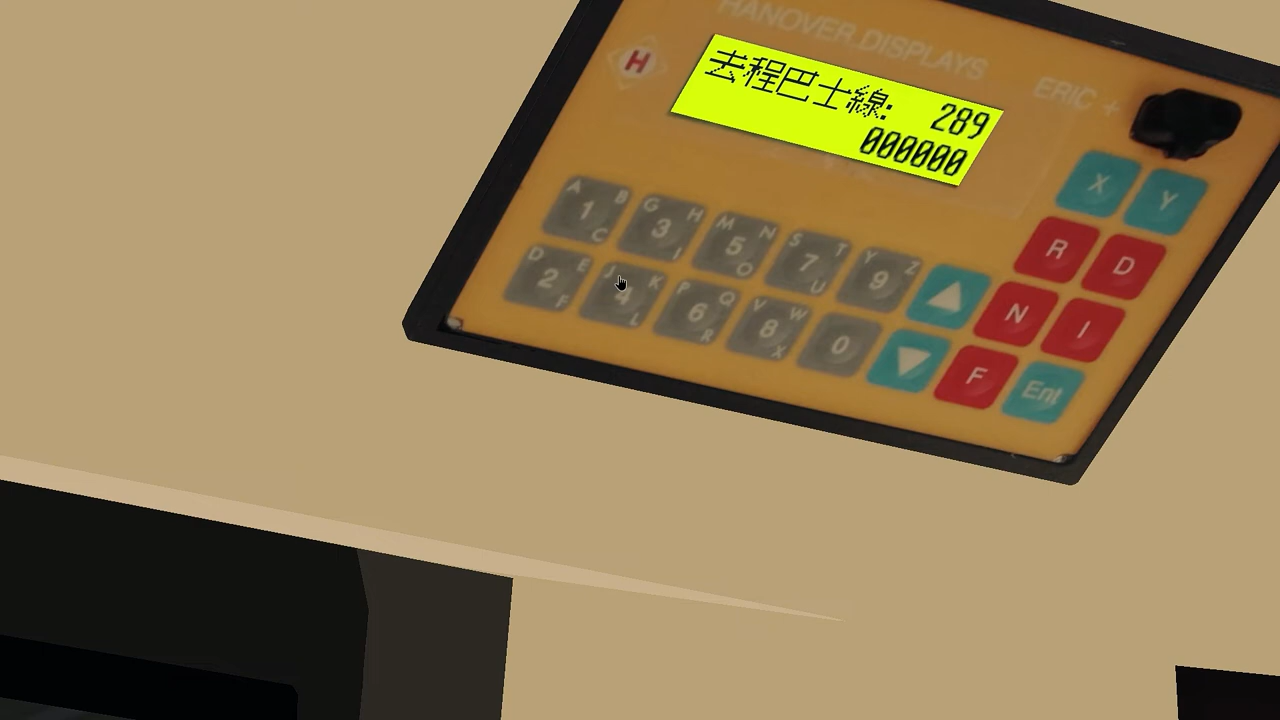 HANOVER DISPLAYS
H
去程巴士線: 289
000000
ERIC +
X Y
A B 1 C
G H 3 I
M N 5 O
S T 7 U
Y Z 9
R D
D E 2 F
J K 4 L
P Q 6 R
V W 8 X
0
N I
F Ent